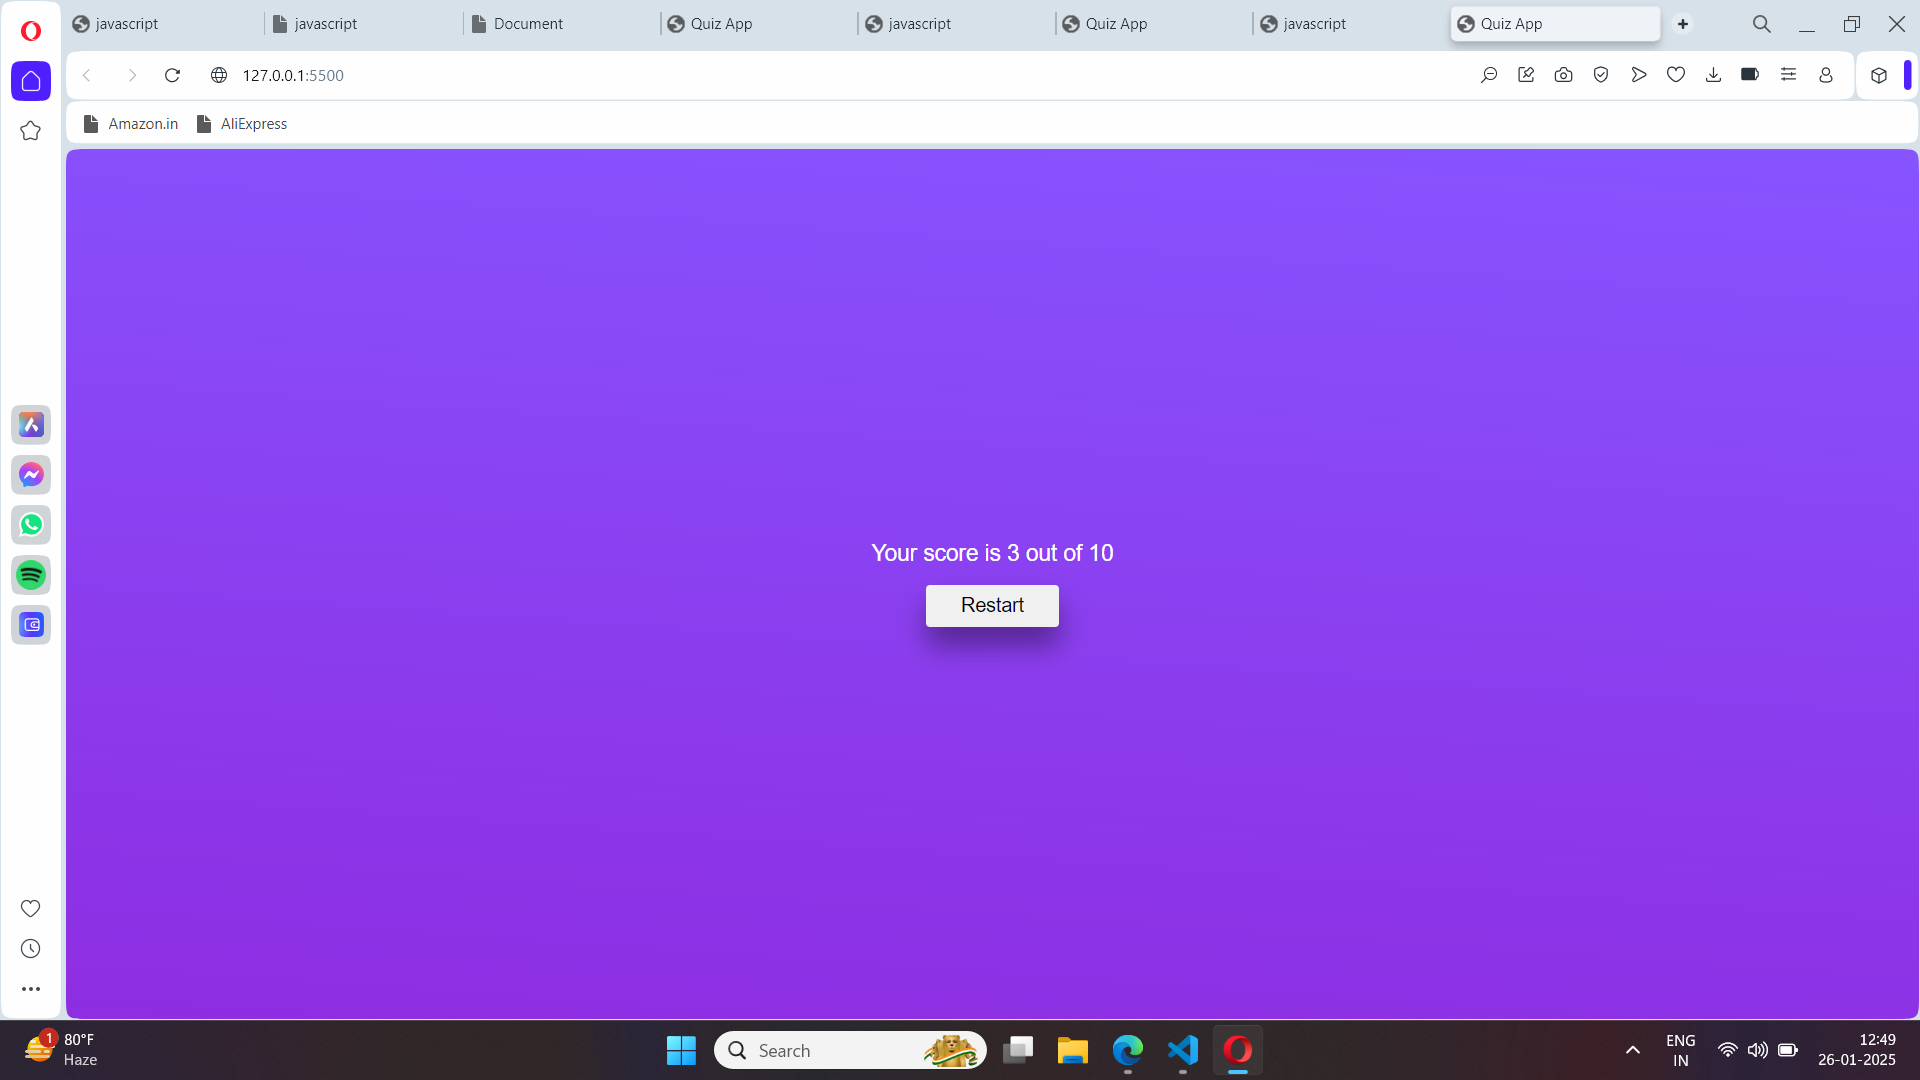 javascript
javascript
Document
Quiz App
javascript
Quiz App
javascript
Quiz App
127.0.0.1:5500
Amazon.in
AliExpress
Your score is 3 out of 10
Restart
1
80°F
Haze
Search
ENG
IN
12:49
26-01-2025